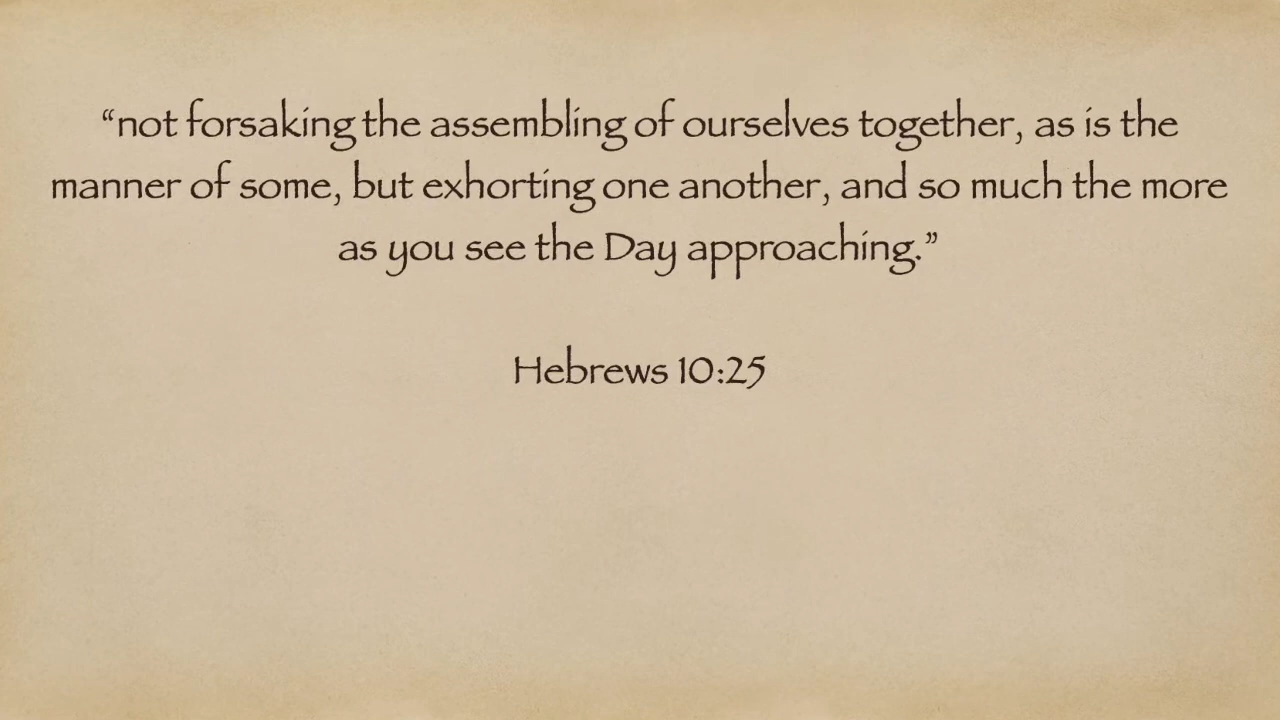 “not forsaking the assembling of ourselves together, as is the
manner of some, but exhorting one another, and so much the more
as you see the Day approaching.”
Hebrews 10:25